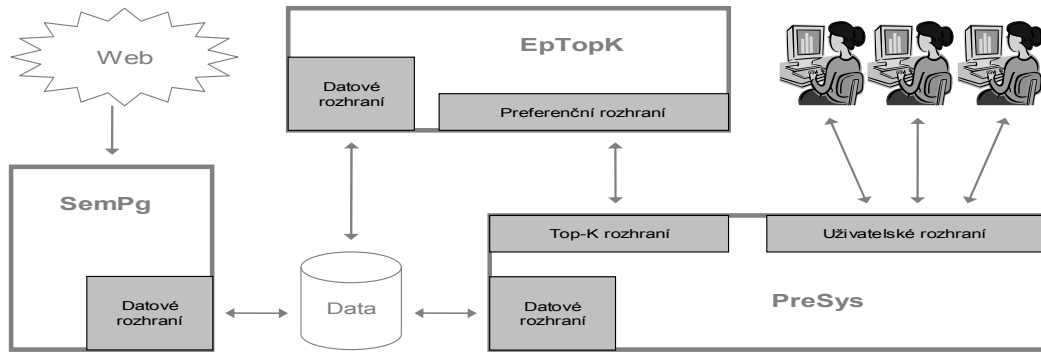 Web
EpTopK
Datové
rozhraní
Preferenční rozhraní
SemPg
Datové
rozhraní
Data
Top-K rozhraní
Uživatelské rozhraní
Datové
rozhraní
PreSys